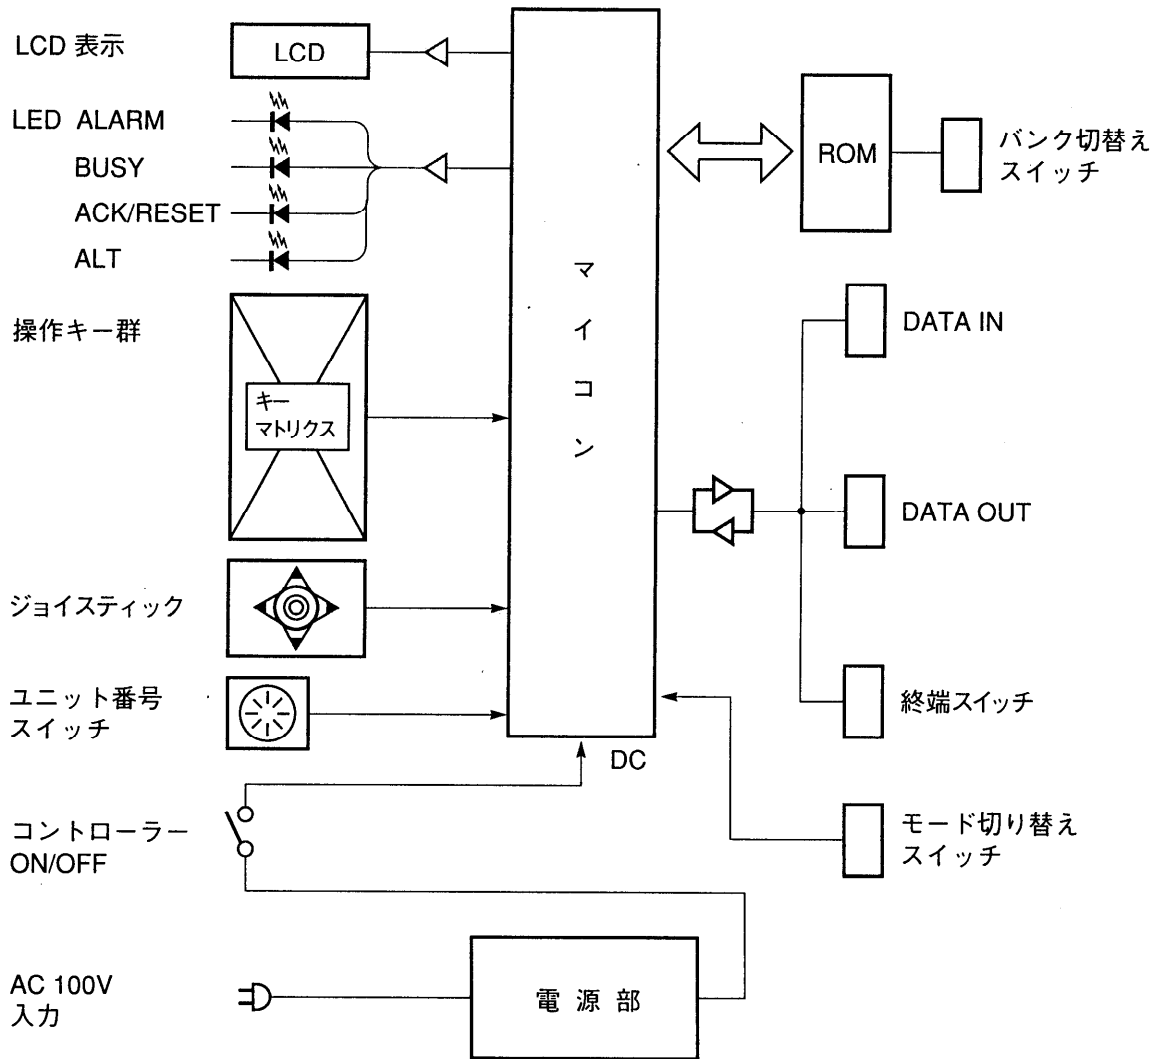 LCD 表示
LCD
LED ALARM
BUSY
ACK/RESET
ALT
操作キー群
キー
マトリクス
ジョイスティック
ユニット番号
スイッチ
コントローラー
ON/OFF
AC 100V
入力
マイコン
DC
電源部
ROM
バンク切替え
スイッチ
DATA IN
DATA OUT
終端スイッチ
モード切り替え
スイッチ